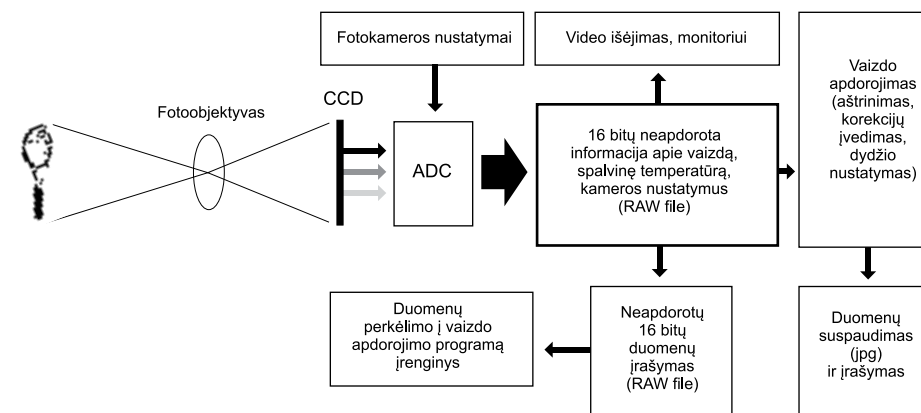 Fotokameros nustatymai
Video išėjimas, monitoriui
Vaizdo
apdorojimas
(aštrinimas,
korekcijų
įvedimas,
dydžio
nustatymas)
Fotoobjektyvas
CCD
ADC
16 bitų neapdorota
informacija apie vaizdą,
spalvinę temperatūrą,
kameros nustatymus
(RAW file)
Duomenų
perkėlimo į vaizdo
apdorojimo programą
įrenginys
Neapdorotų
16 bitų
duomenų
įrašymas
(RAW file)
Duomenų
suspaudimas
(jpg)
ir įrašymas